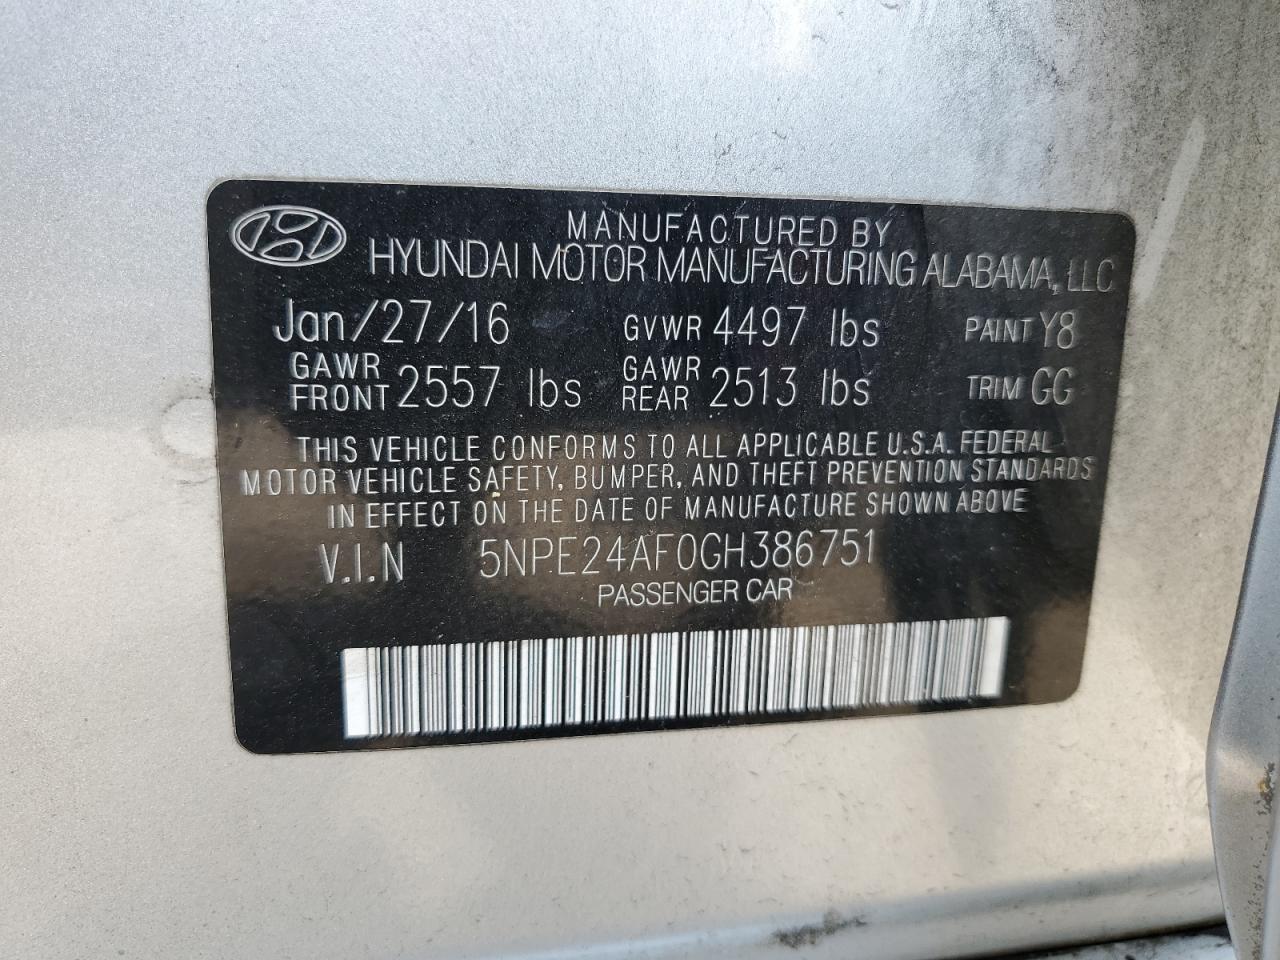 MANUFACTURED BY
HYUNDAI MOTOR MANUFACTURING ALABAMA, LLC
Jan/27/16 GVWR 4497 lbs PAINT Y8
GAWR FRONT 2557 lbs GAWR REAR 2513 lbs TRIM GG
THIS VEHICLE CONFORMS TO ALL APPLICABLE U.S.A. FEDERAL
MOTOR VEHICLE SAFETY, BUMPER, AND THEFT PREVENTION STANDARDS
IN EFFECT ON THE DATE OF MANUFACTURE SHOWN ABOVE
V.I.N 5NPE24AF0GH386751
PASSENGER CAR